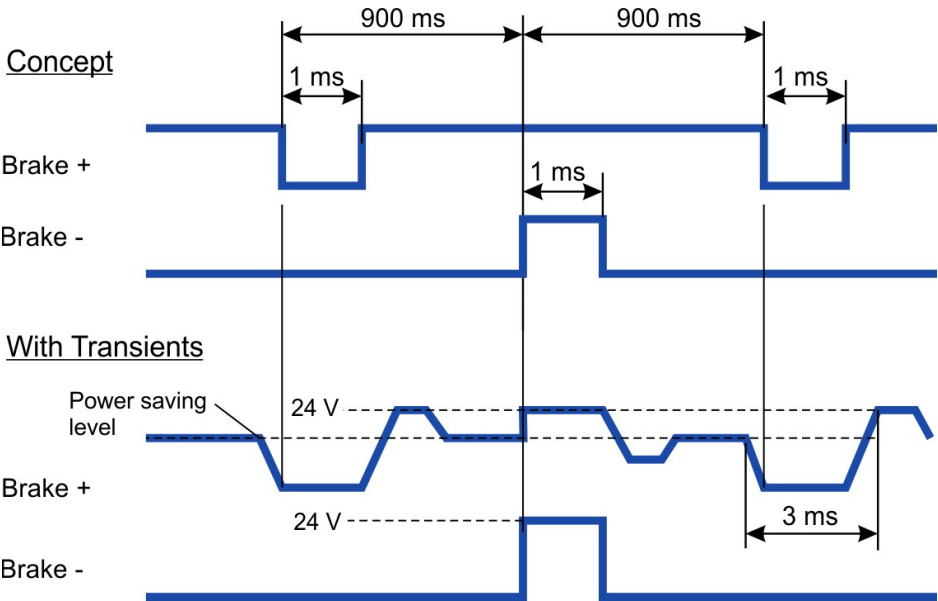 900 ms 900 ms
Concept
1 ms 1 ms
Brake +
1 ms
Brake -
With Transients
Power saving
level
24 V
Brake +
24 V
3 ms
Brake -